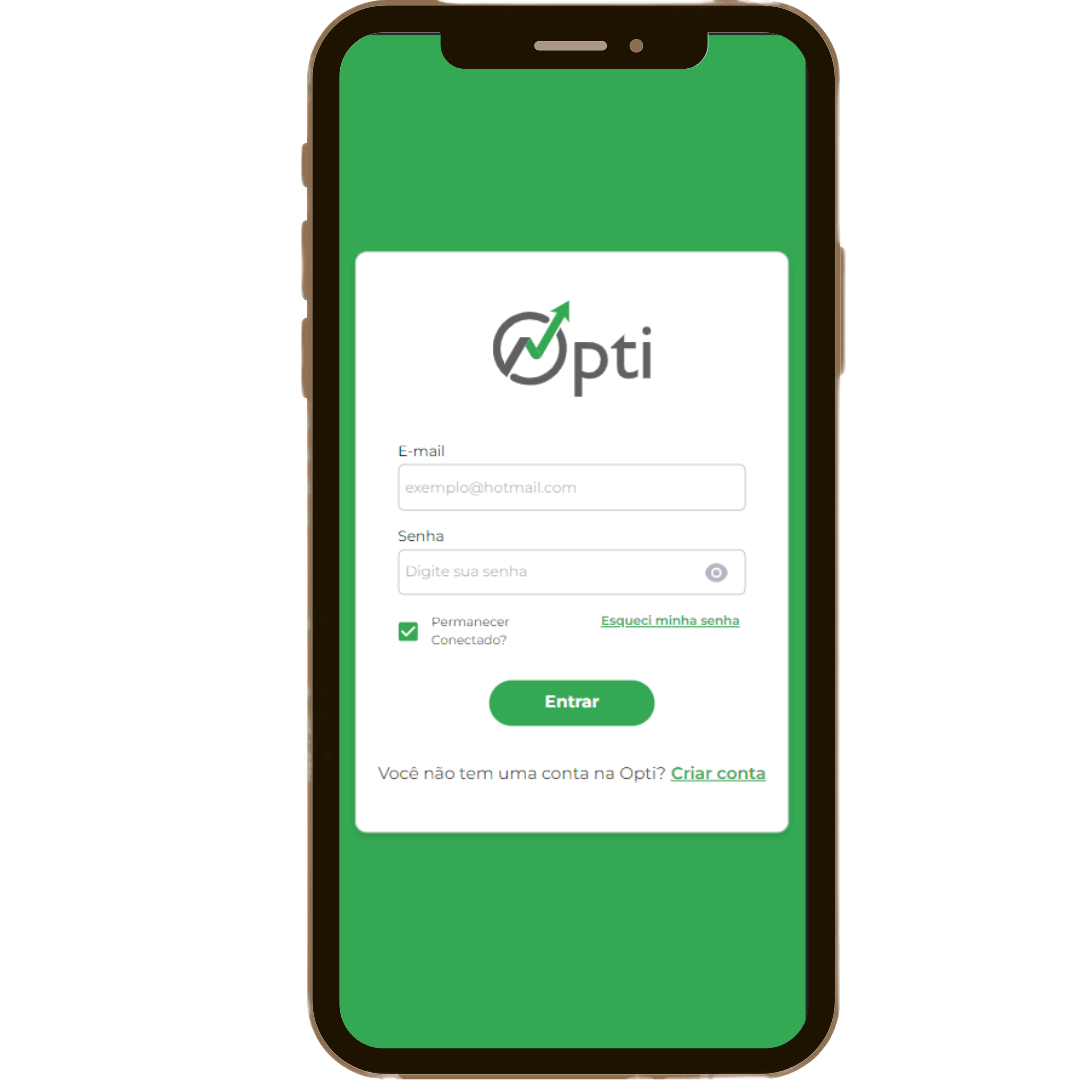 Opti
E-mail
exemplo@hotmail.com
Senha
Digite sua senha
Permanecer
Conectado?
Esqueci minha senha
Entrar
Você não tem uma conta na Opti? Criar conta